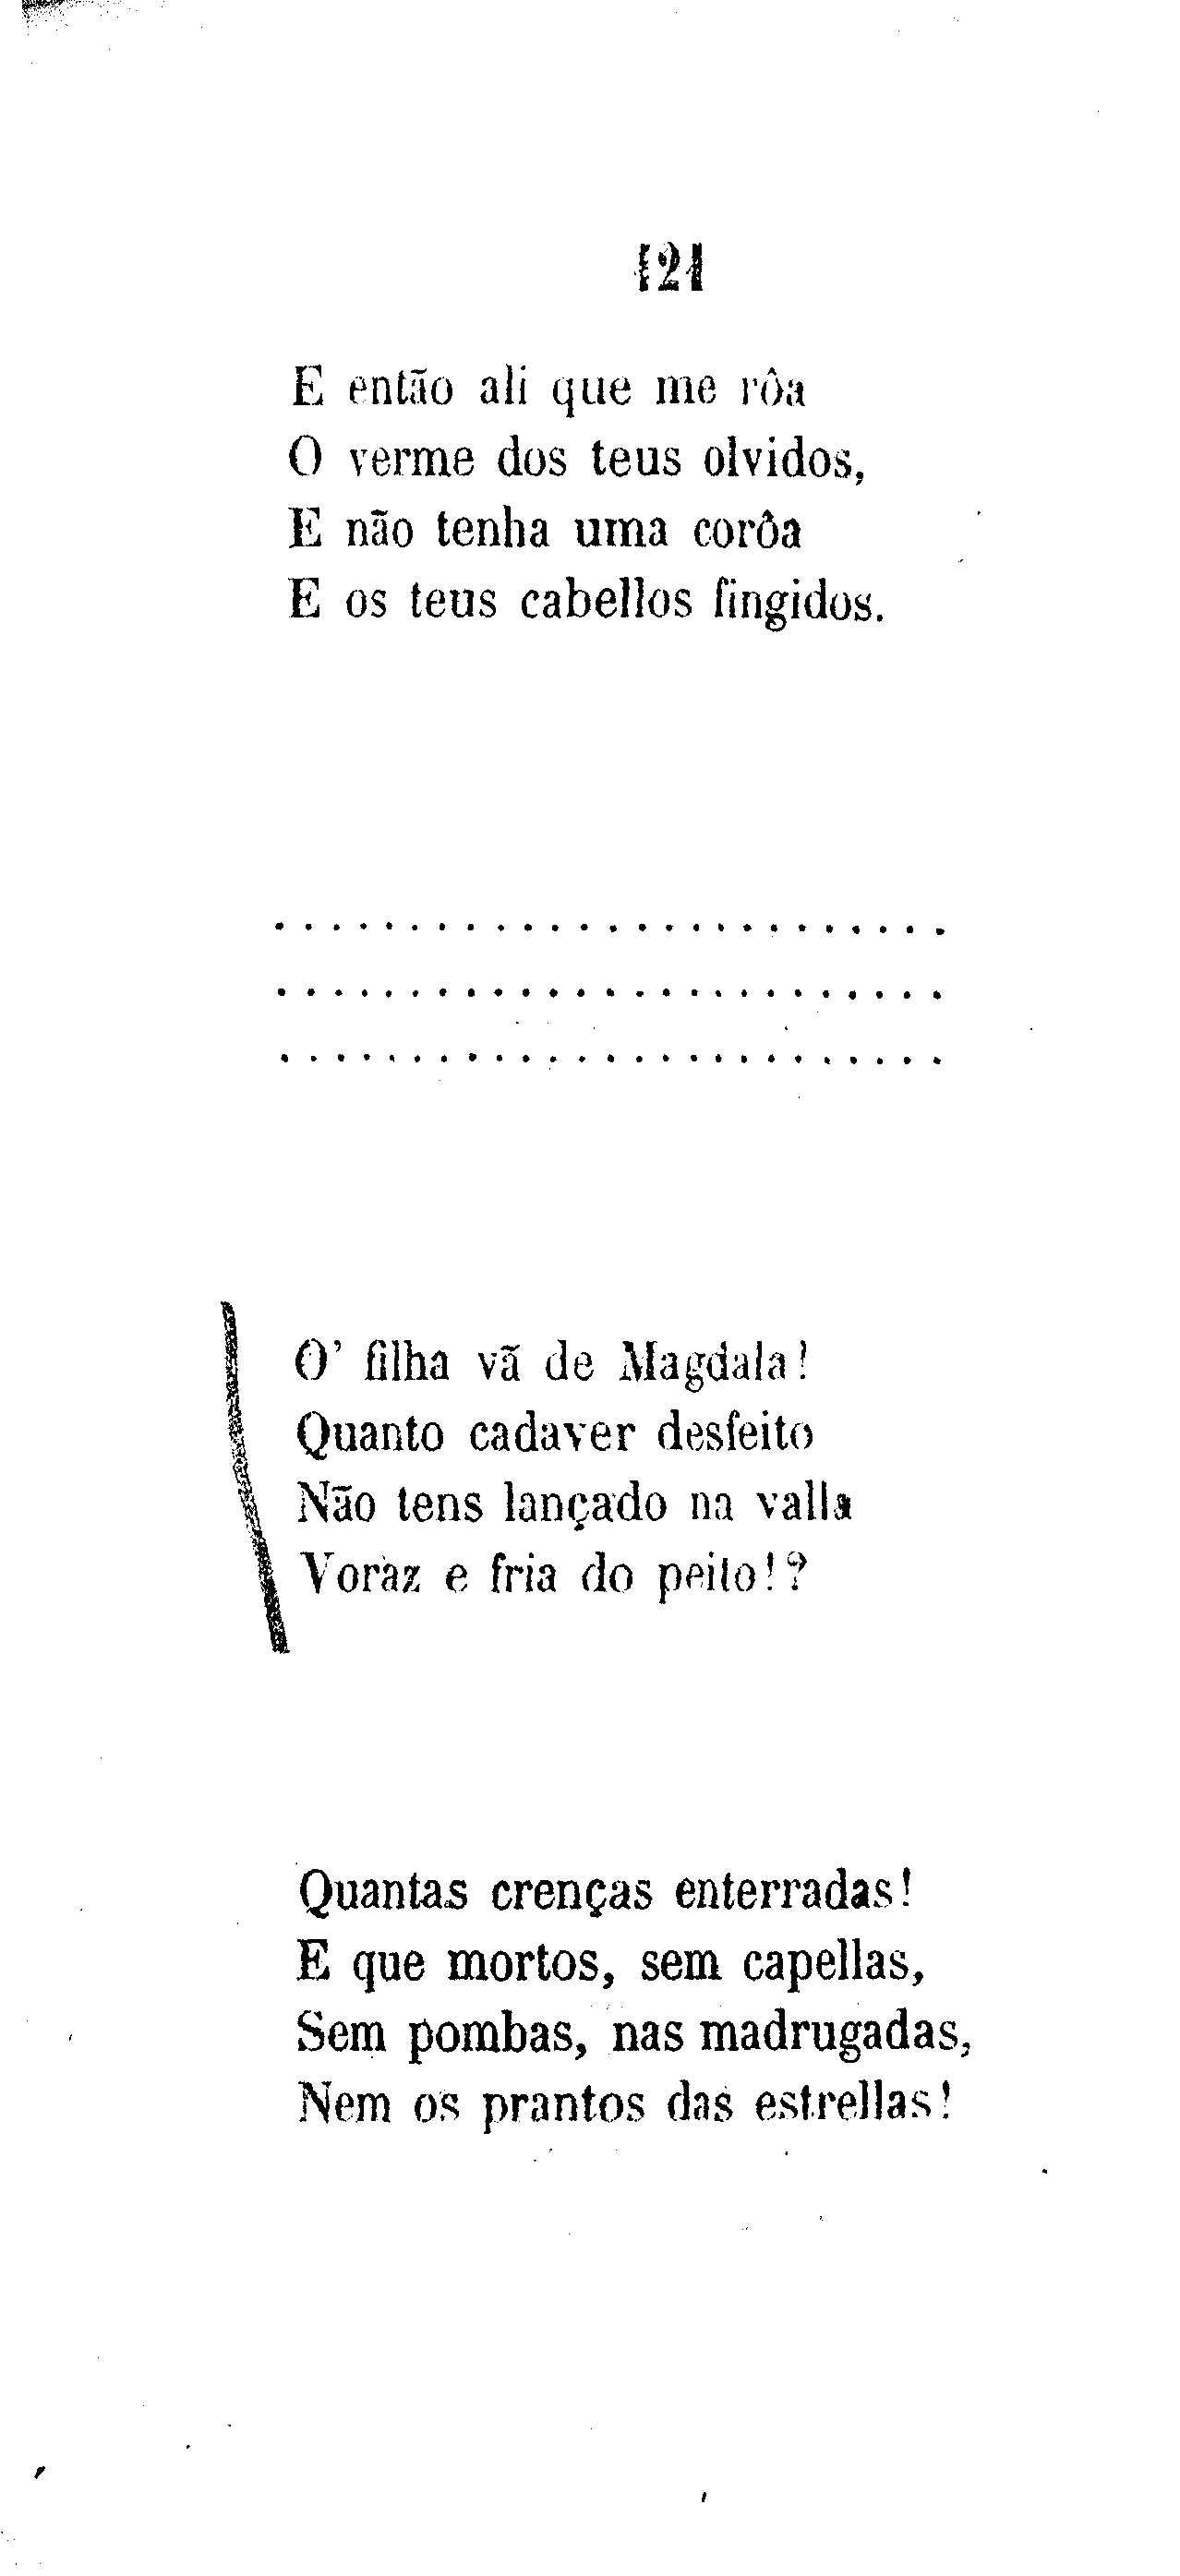 121
E então ali que me rôa
O verme dos teus olvidos,
E não tenha uma corôa
E os teus cabellos fingidos.
. . . . . . . . . . . . . . . . . . . . . . . . .
. . . . . . . . . . . . . . . . . . . . . . . . .
. . . . . . . . . . . . . . . . . . . . . . . . .
O' filha vã de Magdala!
Quanto cadaver desfeito
Não tens lançado na valla
Voraz e fria do peito!?
Quantas crenças enterradas!
E que mortos, sem capellas,
Sem pombas, nas madrugadas,
Nem os prantos das estrellas!